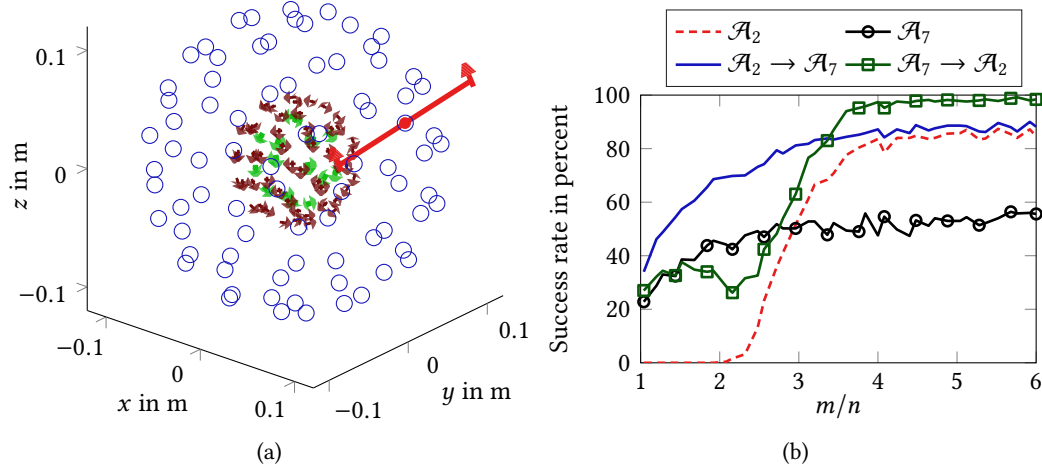 0.1
0
−0.1
z in m
−0.1
0
0.1
x in m
−0.1
0
0.1
y in m
(a)
𝒜2
𝒜7
𝒜2 → 𝒜7
𝒜7 → 𝒜2
100
80
60
40
20
0
Success rate in percent
1 2 3 4 5 6
m/n
(b)